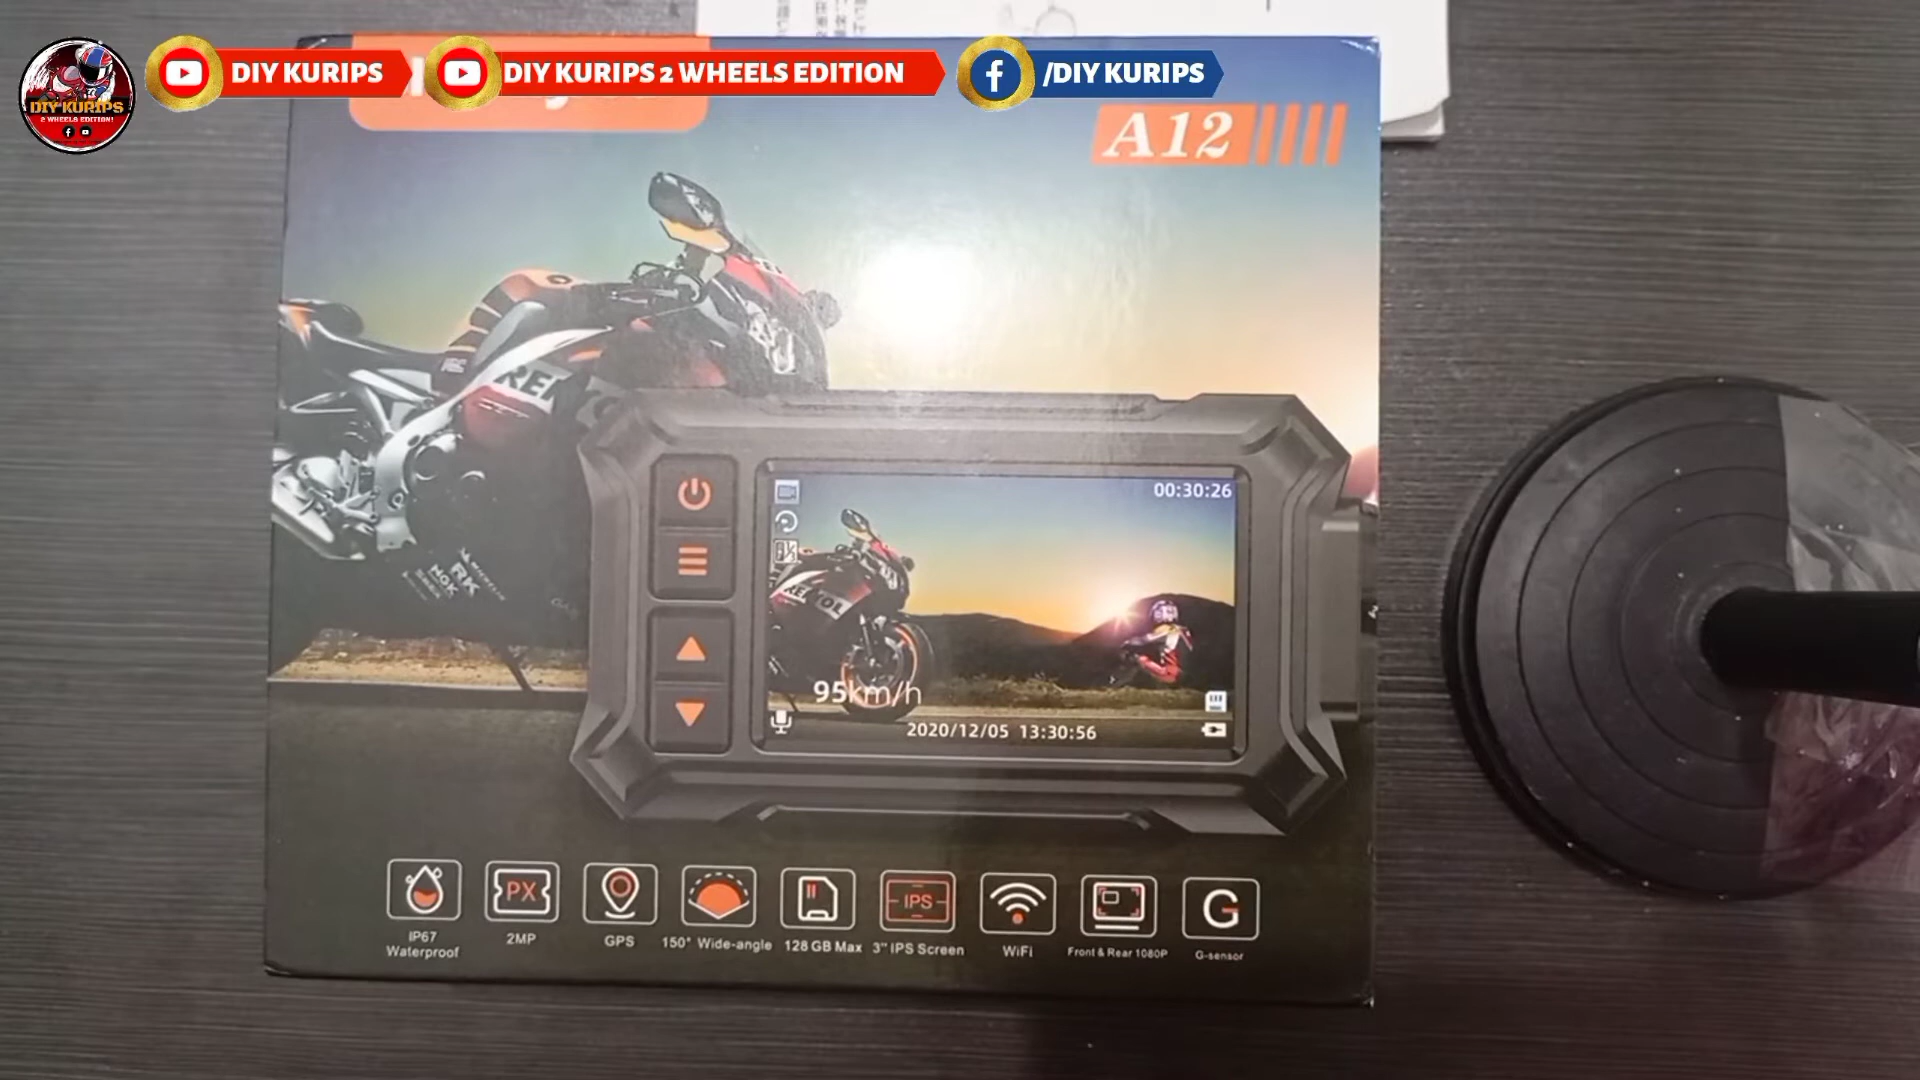 DIY KURIPS
2 WHEELS EDITION!
DIY KURIPS
DIY KURIPS 2 WHEELS EDITION
/DIY KURIPS
A12
RK
NGK
00:30:26
95km/h
2020/12/05 13:30:56
PX
IPS
G
IP67
Waterproof
2MP
GPS
150° Wide-angle
128 GB Max
3" IPS Screen
WiFi
Front & Rear 1080P
G-sensor